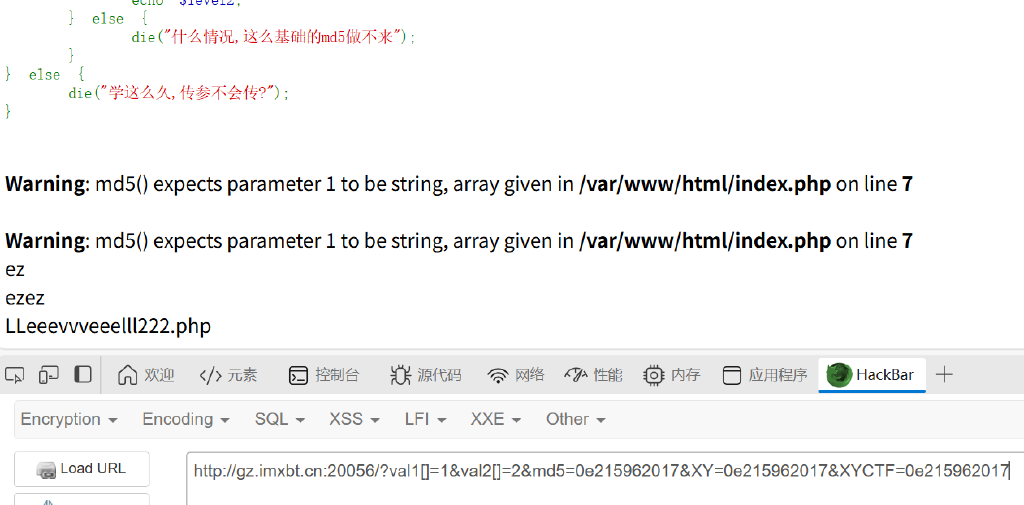 echo $level2;
} else {
die("什么情况,这么基础的md5做不来");
}
} else {
die("学这么久,传参不会传?");
}
Warning: md5() expects parameter 1 to be string, array given in /var/www/html/index.php on line 7
Warning: md5() expects parameter 1 to be string, array given in /var/www/html/index.php on line 7
ez
ezez
LLeeevvveeelll222.php
欢迎 </> 元素 控制台 源代码 网络 性能 内存 应用程序 HackBar
Encryption Encoding SQL XSS LFI XXE Other
Load URL http://gz.imxbt.cn:20056/?val1[]=1&val2[]=2&md5=0e215962017&XY=0e215962017&XYCTF=0e215962017